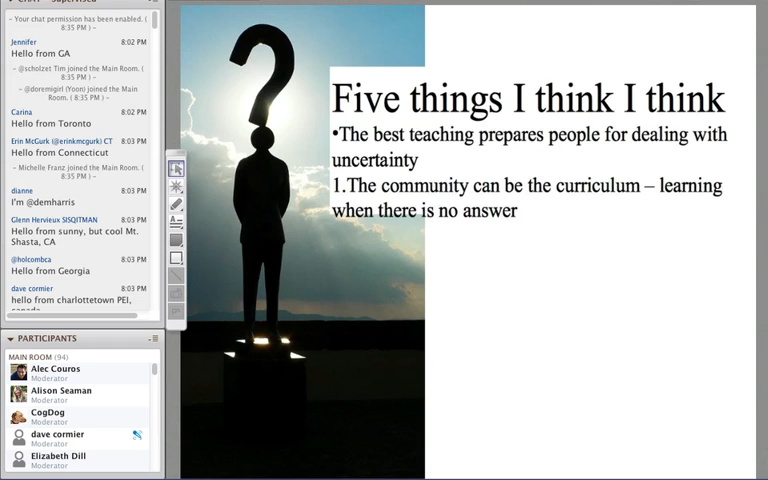 CHAT - Supervised
- Your chat permission has been enabled. (
8:35 PM ) -
Jennifer 8:02 PM
Hello from GA
- @scholzet Tim joined the Main Room. (
8:35 PM ) -
- @doremigirl (Yoon) joined the Main
Room. ( 8:35 PM ) -
Carina 8:02 PM
Hello from Toronto
Erin McGurk (@erinkmcgurk) CT 8:03 PM
Hello from Connecticut
- Michelle Franz joined the Main Room. (
8:35 PM ) -
dianne 8:03 PM
I'm @demharris
Glenn Hervieux SISQITMAN 8:03 PM
Hello from sunny, but cool Mt.
Shasta, CA
@holcombca 8:03 PM
Hello from Georgia
dave cormier 8:03 PM
hello from charlottetown PEI,
canada
PARTICIPANTS
MAIN ROOM (94)
Alec Couros
Moderator
Alison Seaman
Moderator
CogDog
Moderator
dave cormier
Moderator
Elizabeth Dill
Moderator
Five things I think I think
•The best teaching prepares people for dealing with
uncertainty
1.The community can be the curriculum – learning
when there is no answer